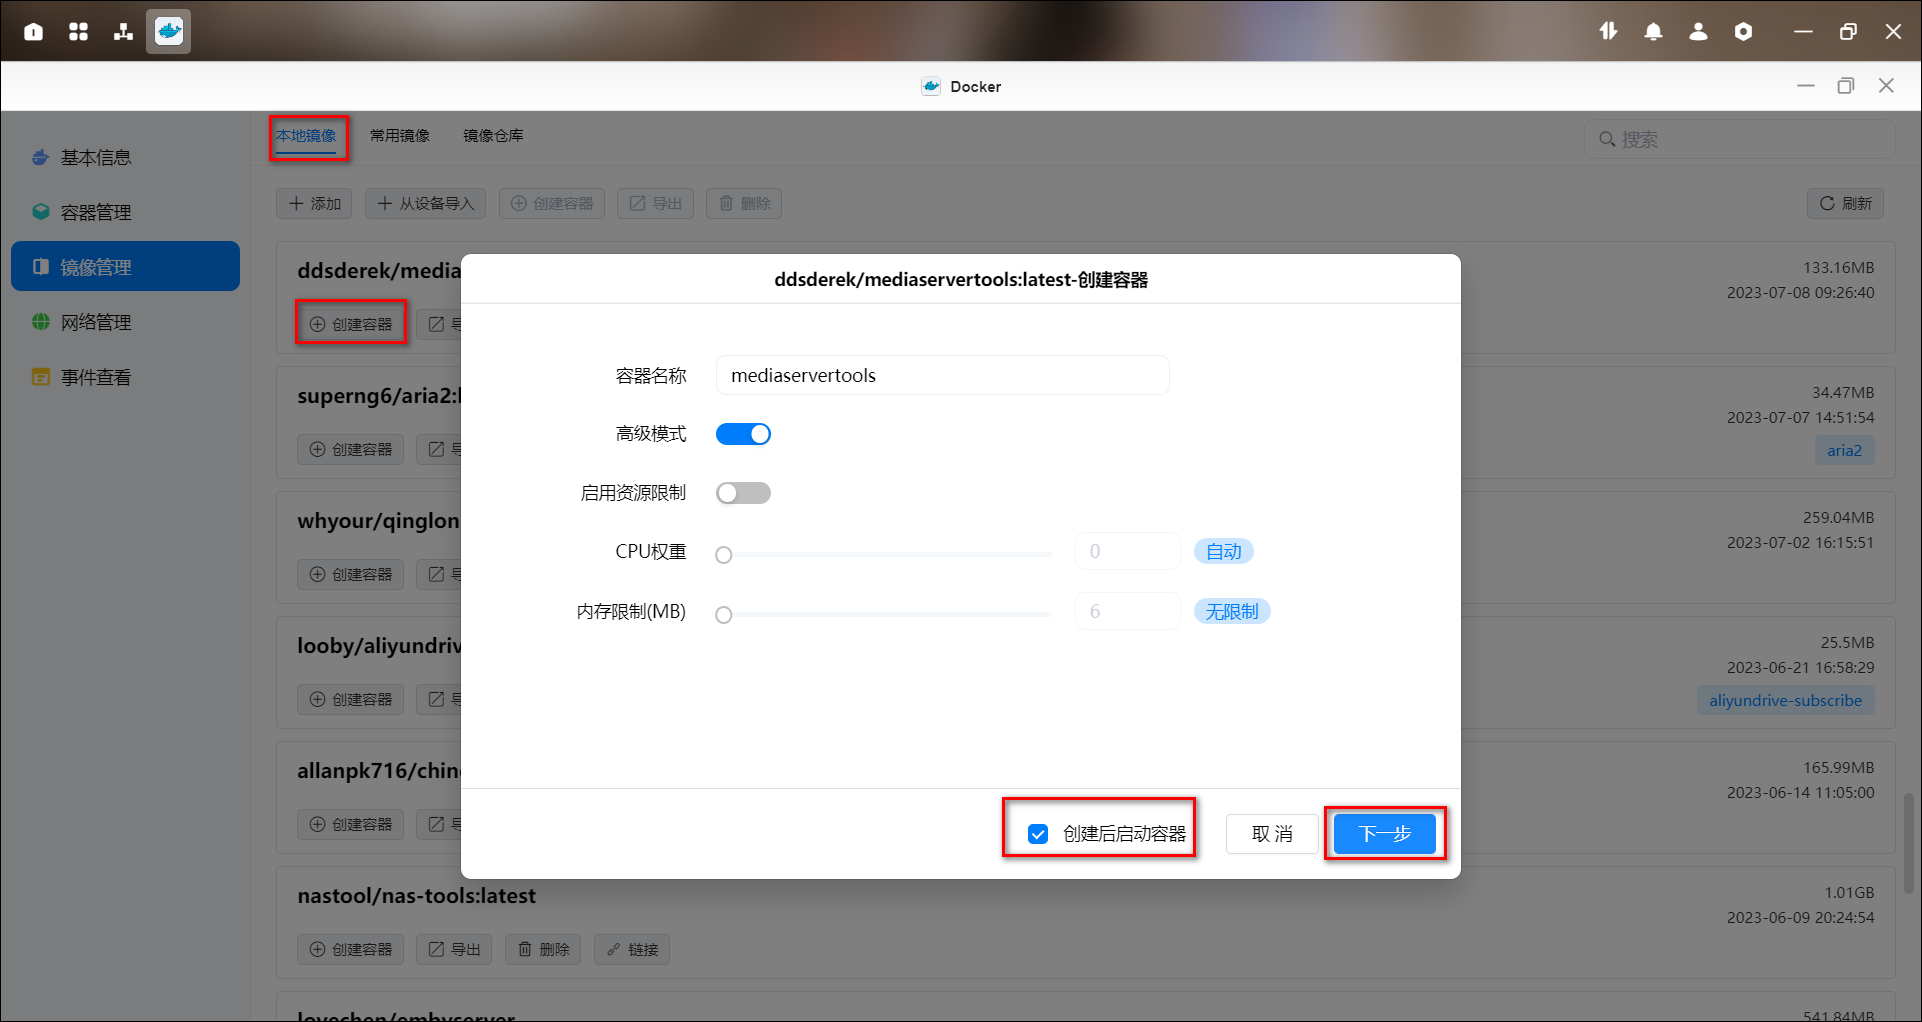 Docker
基本信息
容器管理
镜像管理
网络管理
事件查看
本地镜像 常用镜像 镜像仓库
搜索
添加 从设备导入 创建容器 导出 删除 刷新
ddsderek/media
133.16MB
2023-07-08 09:26:40
创建容器
superng6/aria2:l
34.47MB
2023-07-07 14:51:54
创建容器
aria2
whyour/qinglon
259.04MB
2023-07-02 16:15:51
创建容器
looby/aliyundriv
25.5MB
2023-06-21 16:58:29
创建容器
aliyundrive-subscribe
allanpk716/chin
165.99MB
2023-06-14 11:05:00
创建容器
nastool/nas-tools:latest
1.01GB
2023-06-09 20:24:54
创建容器 导出 删除 链接
lovechen/embyserver
541.84MB
ddsderek/mediaservertools:latest-创建容器
容器名称 mediaservertools
高级模式
启用资源限制
CPU权重 0 自动
内存限制(MB) 6 无限制
创建后启动容器 取 消 下一步